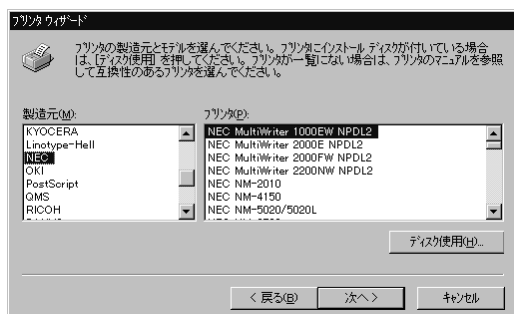 プリンタ ウィザード
プリンタの製造元とモデルを選んでください。プリンタにインストール ディスクが付いている場合
は、[ディスク使用] を押してください。プリンタが一覧にない場合は、プリンタのマニュアルを参照
して互換性のあるプリンタを選んでください。
製造元(M):
プリンタ(P):
KYOCERA
Linotype-Hell
NEC
OKI
PostScript
QMS
RICOH
NEC MultiWriter 1000EW NPDL2
NEC MultiWriter 2000E NPDL2
NEC MultiWriter 2000FW NPDL2
NEC MultiWriter 2200NW NPDL2
NEC NM-2010
NEC NM-4150
NEC NM-5020/5020L
ディスク使用(H)...
< 戻る(B)
次へ >
キャンセル